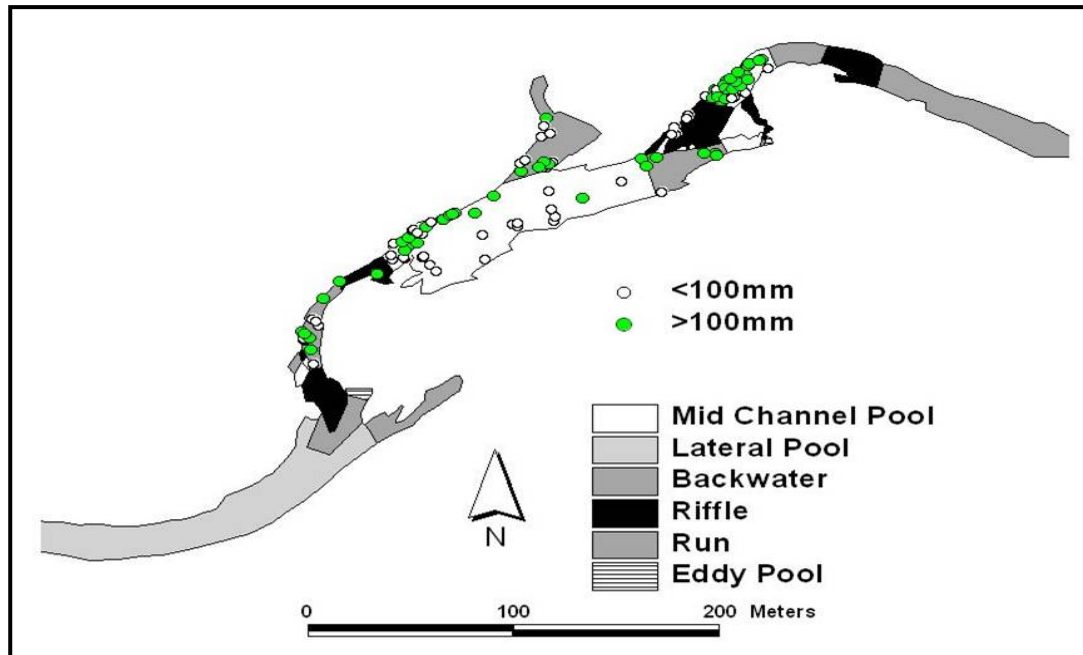 <100mm
>100mm
Mid Channel Pool
Lateral Pool
Backwater
Riffle
Run
Eddy Pool
N
0 100 200 Meters